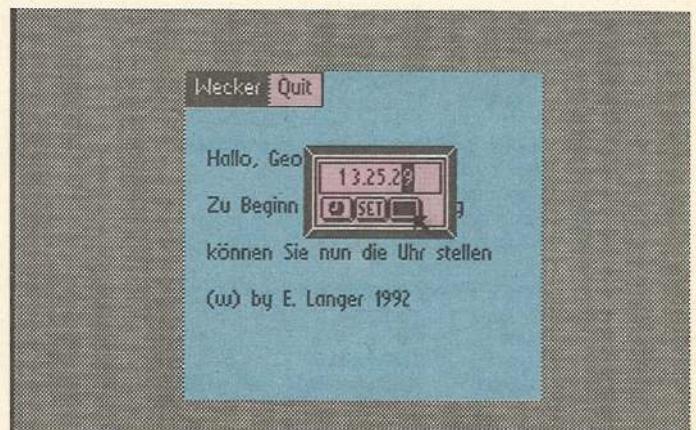 Wecker Quit
Hallo, Geo
13.25.29
Zu Beginn
SET
g
können Sie nun die Uhr stellen
(w) by E. Langer 1992